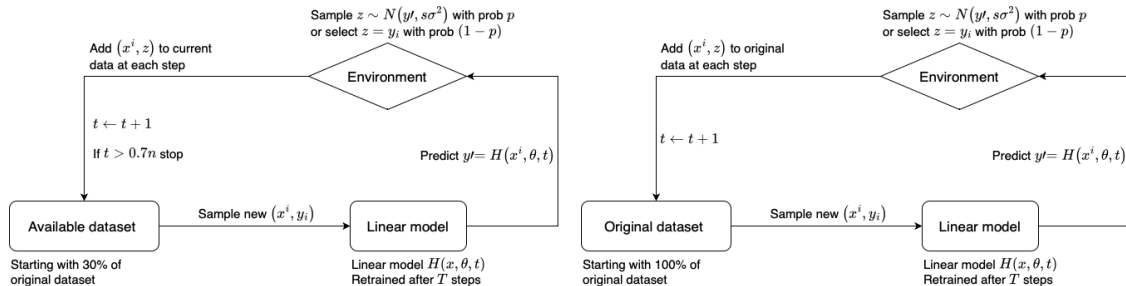 Sample z ∼ N(y′, sσ²) with prob p
or select z = yᵢ with prob (1 − p)
Add (xⁱ, z) to current
data at each step
Environment
t ← t + 1
If t > 0.7n stop
Predict y′= H(xⁱ, θ, t)
Available dataset
Sample new (xⁱ, yᵢ)
Linear model
Starting with 30% of
original dataset
Linear model H(x, θ, t)
Retrained after T steps
Sample z ∼ N(y′, sσ²) with prob p
or select z = yᵢ with prob (1 − p)
Add (xⁱ, z) to original
data at each step
Environment
t ← t + 1
Predict y′= H(xⁱ, θ, t)
Original dataset
Sample new (xⁱ, yᵢ)
Linear model
Starting with 100% of
original dataset
Linear model H(x, θ, t)
Retrained after T steps